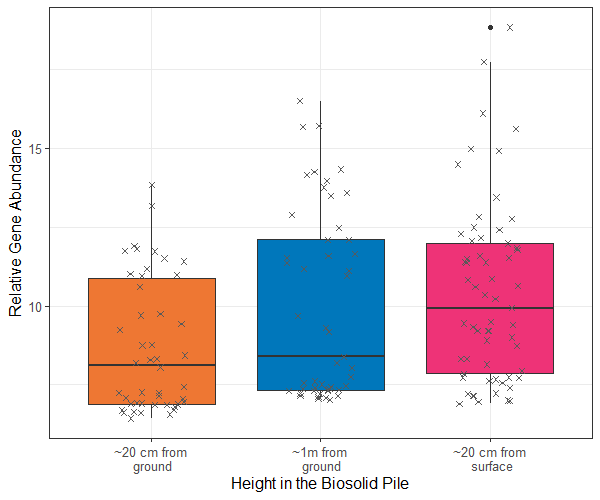 Relative Gene Abundance
15
10
~20 cm from
ground
~1m from
ground
~20 cm from
surface
Height in the Biosolid Pile